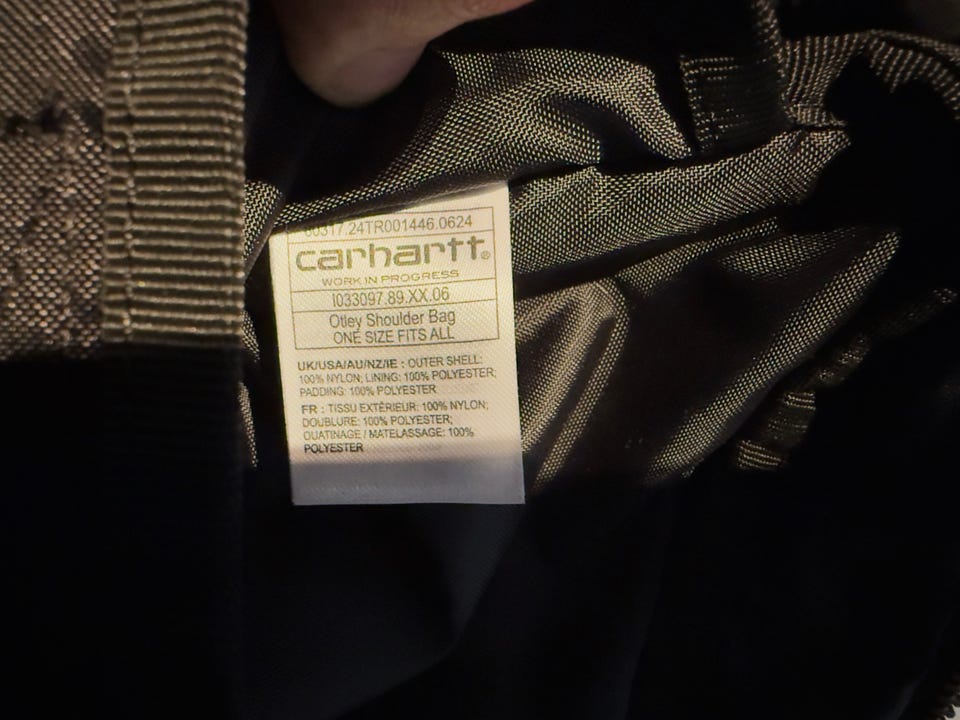 24TR001446.0624
carhartt®
WORK IN PROGRESS
I033097.89.XX.06
Otley Shoulder Bag
ONE SIZE FITS ALL
UK/USA/AU/NZ/IE : OUTER SHELL:
100% NYLON; LINING: 100% POLYESTER;
PADDING: 100% POLYESTER
FR : TISSU EXTÉRIEUR: 100% NYLON;
DOUBLURE: 100% POLYESTER;
OUATINAGE / MATELASSAGE: 100%
POLYESTER